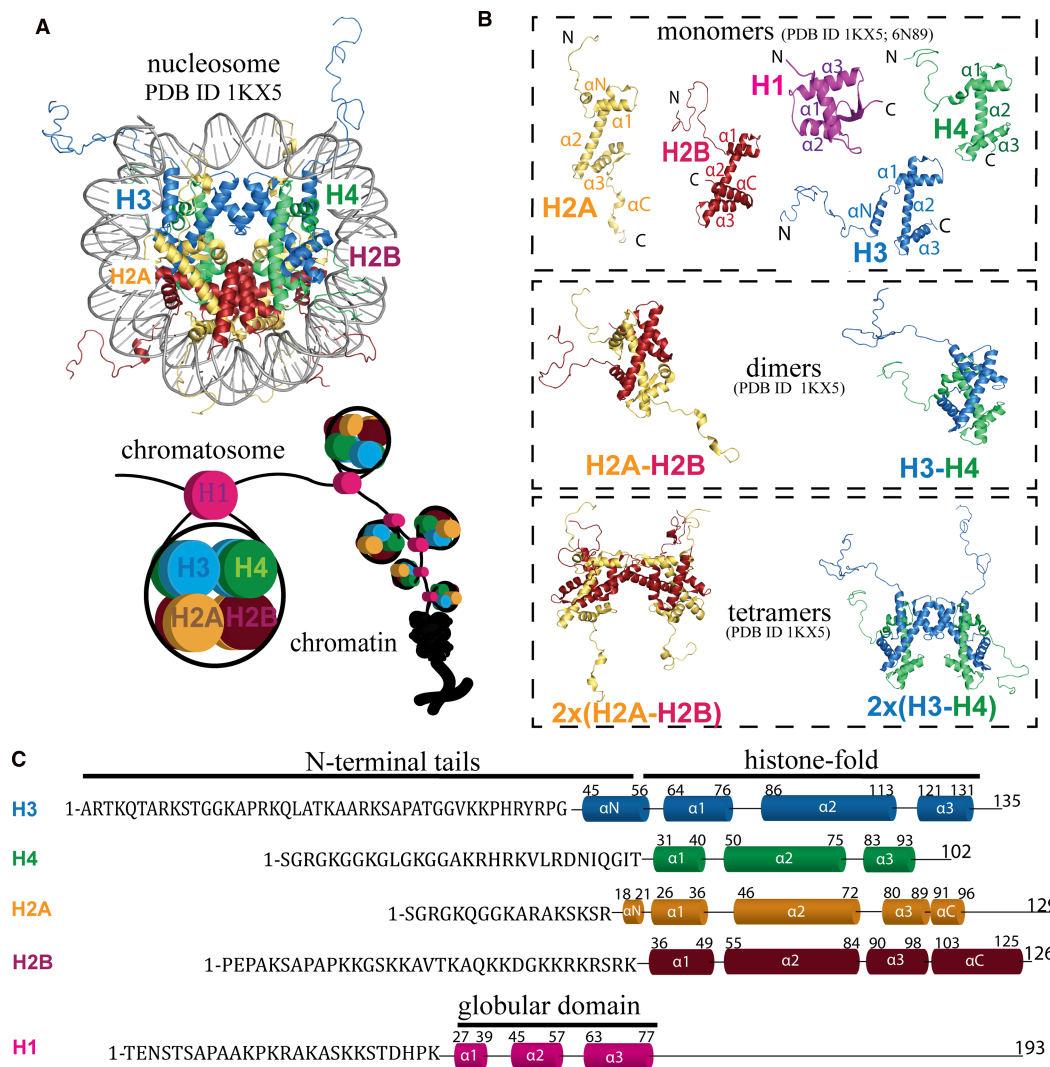 A
nucleosome
PDB ID 1KX5
H3
H4
H2A
H2B
chromatosome
H1
H3
H4
H2A
H2B
chromatin
B
monomers (PDB ID 1KX5; 6N89)
N
αN
α1
α2
α3
αC
H2A
C
N
H2B
α1
α2
C
αC
α3
N
H1
α3
α1
α2
C
N
α1
H4
α2
α3
C
α1
αN
α2
N
H3
C
α3
dimers
(PDB ID 1KX5)
H2A-H2B
H3-H4
tetramers
(PDB ID 1KX5)
2x(H2A-H2B)
2x(H3-H4)
C
N-terminal tails
histone-fold
45 56 64 76 86 113 121 131
H3 1-ARTKQTARKSTGGKAPRKQLATKAARKSAPATGGVKKPHRYRPG αN α1 α2 α3 135
31 40 50 75 83 93
H4 1-SGRGKGGKGLGKGGAKRHRKVLRDNIQGIT α1 α2 α3 102
18 21 26 36 46 72 80 89 91 96
H2A 1-SGRGKQGGKARAKSKSR αN α1 α2 α3 αC 129
36 49 55 84 90 98 103 125
H2B 1-PEPAKSAPAPKKGSKKAVTKAQKKDGKKRKRSRK α1 α2 α3 αC 126
globular domain
27 39 45 57 63 77
H1 1-TENSTSAPAAKPKRAKASKKSTDHPK α1 α2 α3 193